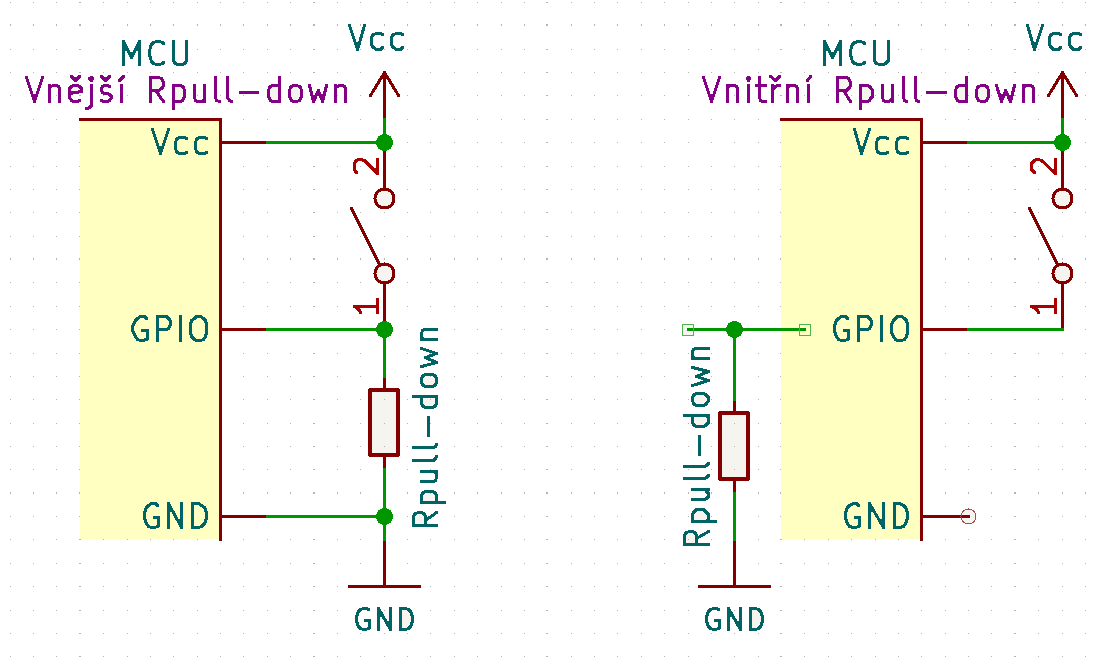 MCU
Vnější Rpull-down
Vcc
Vcc
2
1
GPIO
Rpull-down
GND
GND
MCU
Vnitřní Rpull-down
Vcc
Vcc
2
1
GPIO
Rpull-down
GND
GND